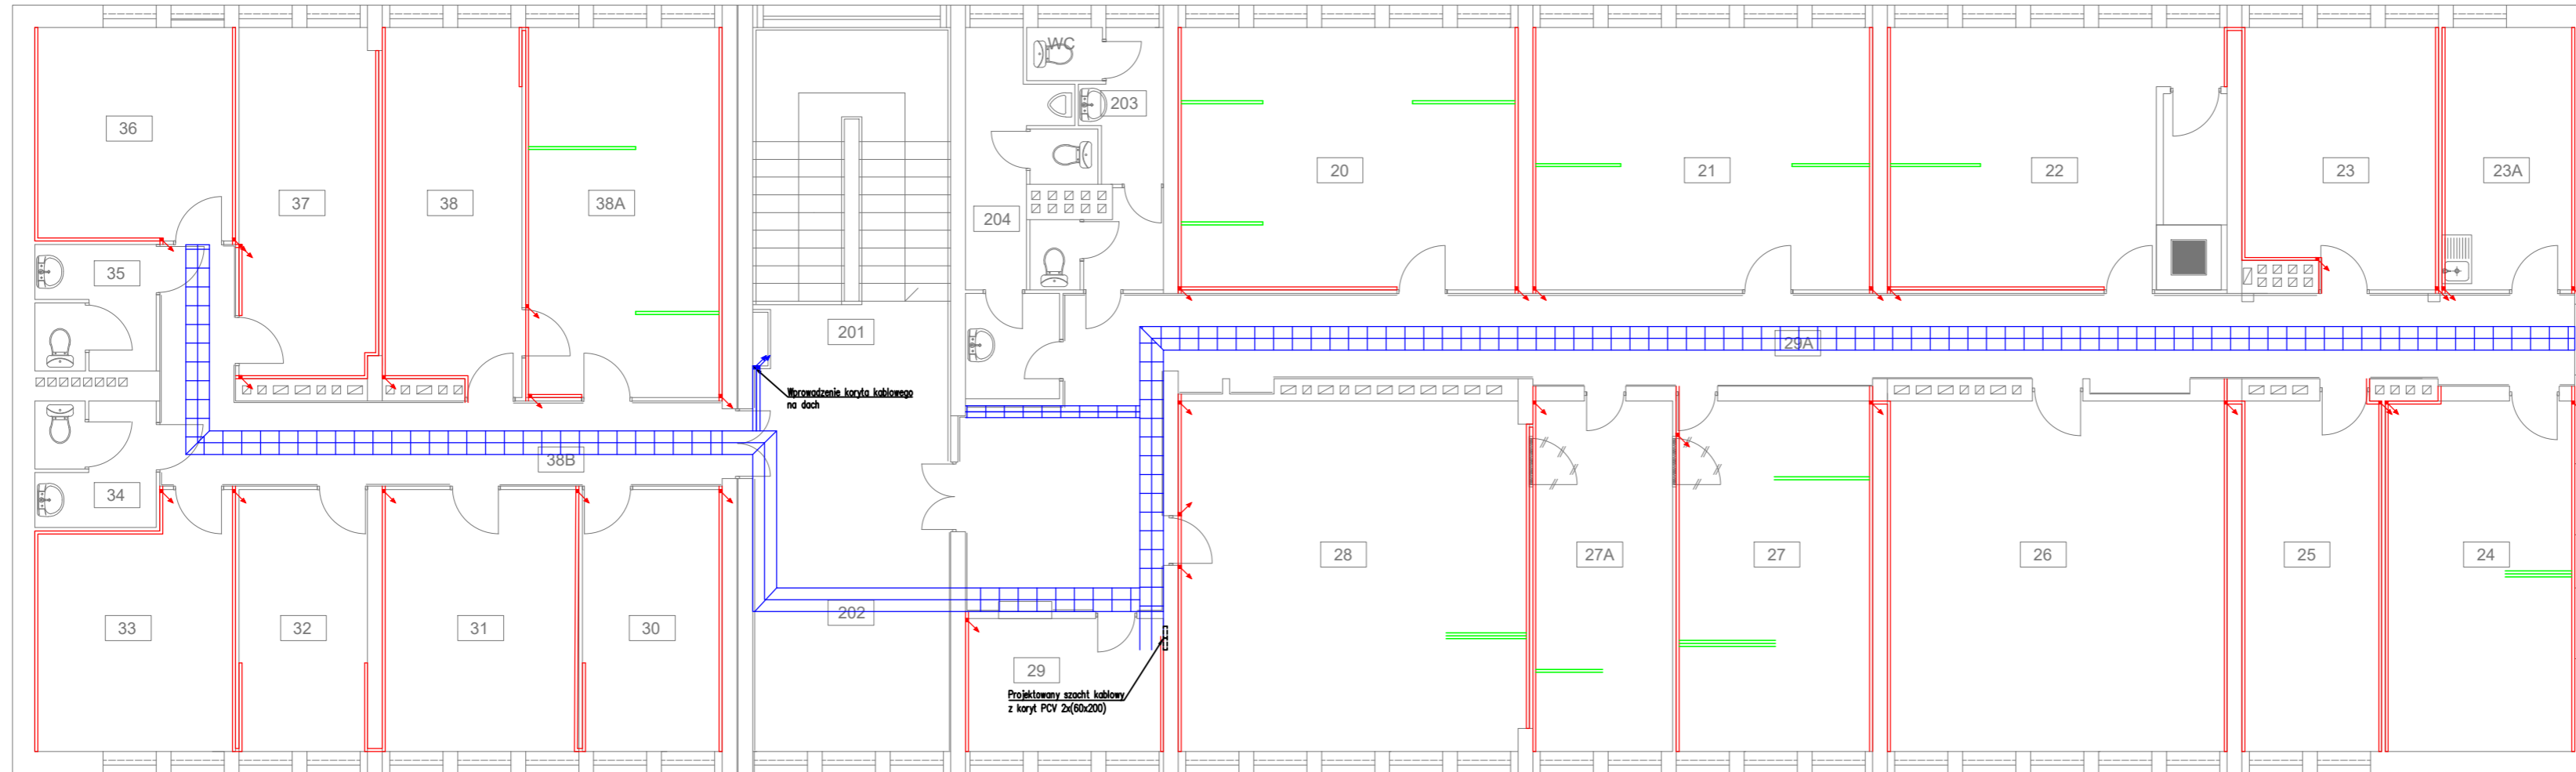 WC
203
36
20
21
22
23
23A
37
38
38A
204
35
201
29A
Wprowadzenie koryta kablowego
na dach
38B
34
28
27A
27
26
25
24
33
32
31
30
202
29
Projektowany szacht kablowy
z koryt PCV 2x(60x200)